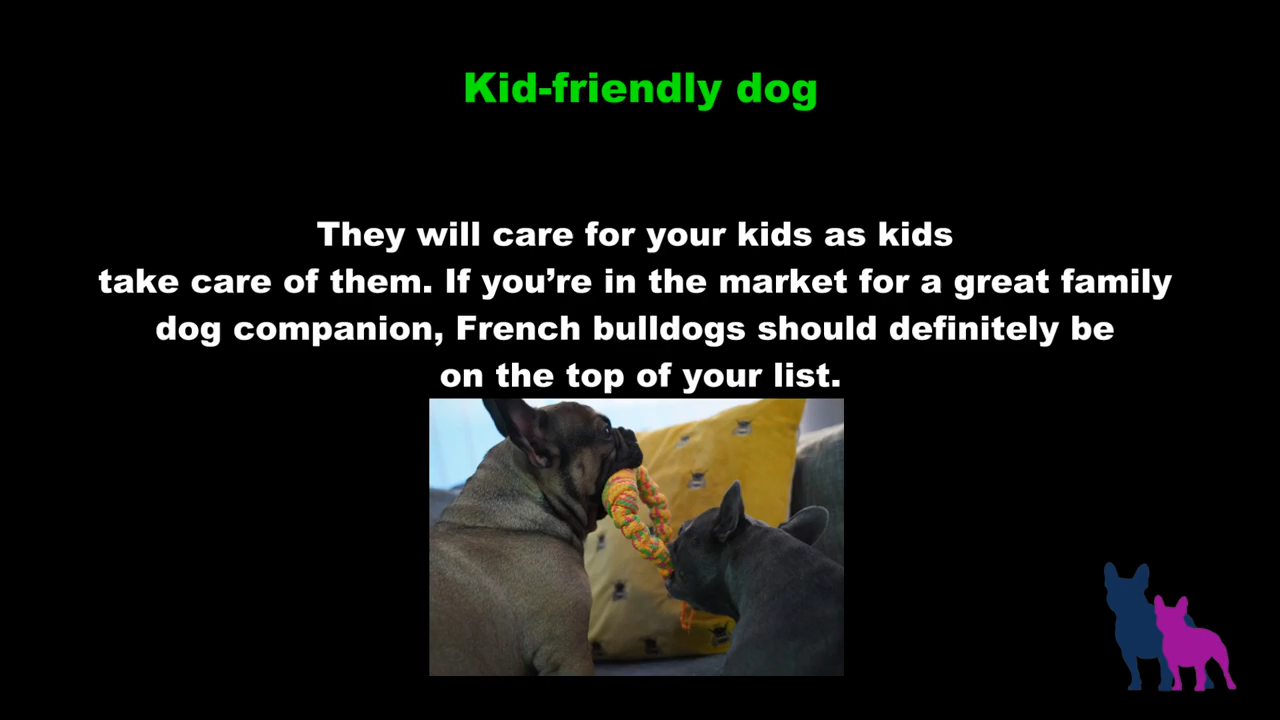 Kid-friendly dog
They will care for your kids as kids
take care of them. If you’re in the market for a great family
dog companion, French bulldogs should definitely be
on the top of your list.